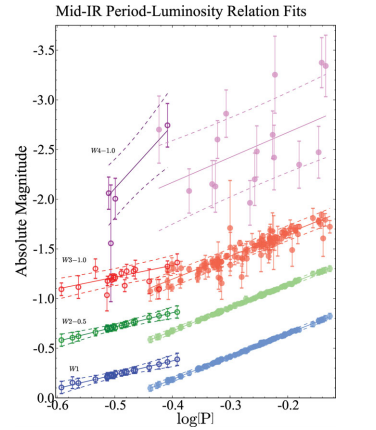 Mid-IR Period-Luminosity Relation Fits
Absolute Magnitude
-3.5
-3.0
-2.5
-2.0
-1.5
-1.0
-0.5
0.0
W4-1.0
W3-1.0
W2-0.5
W1
-0.6
-0.5
-0.4
-0.3
-0.2
log[P]